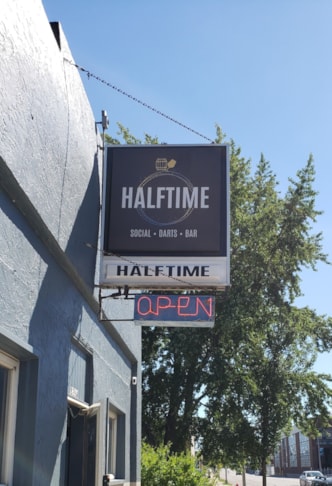 HALFTIME
SOCIAL • DARTS • BAR
HALFTIME
OPEN